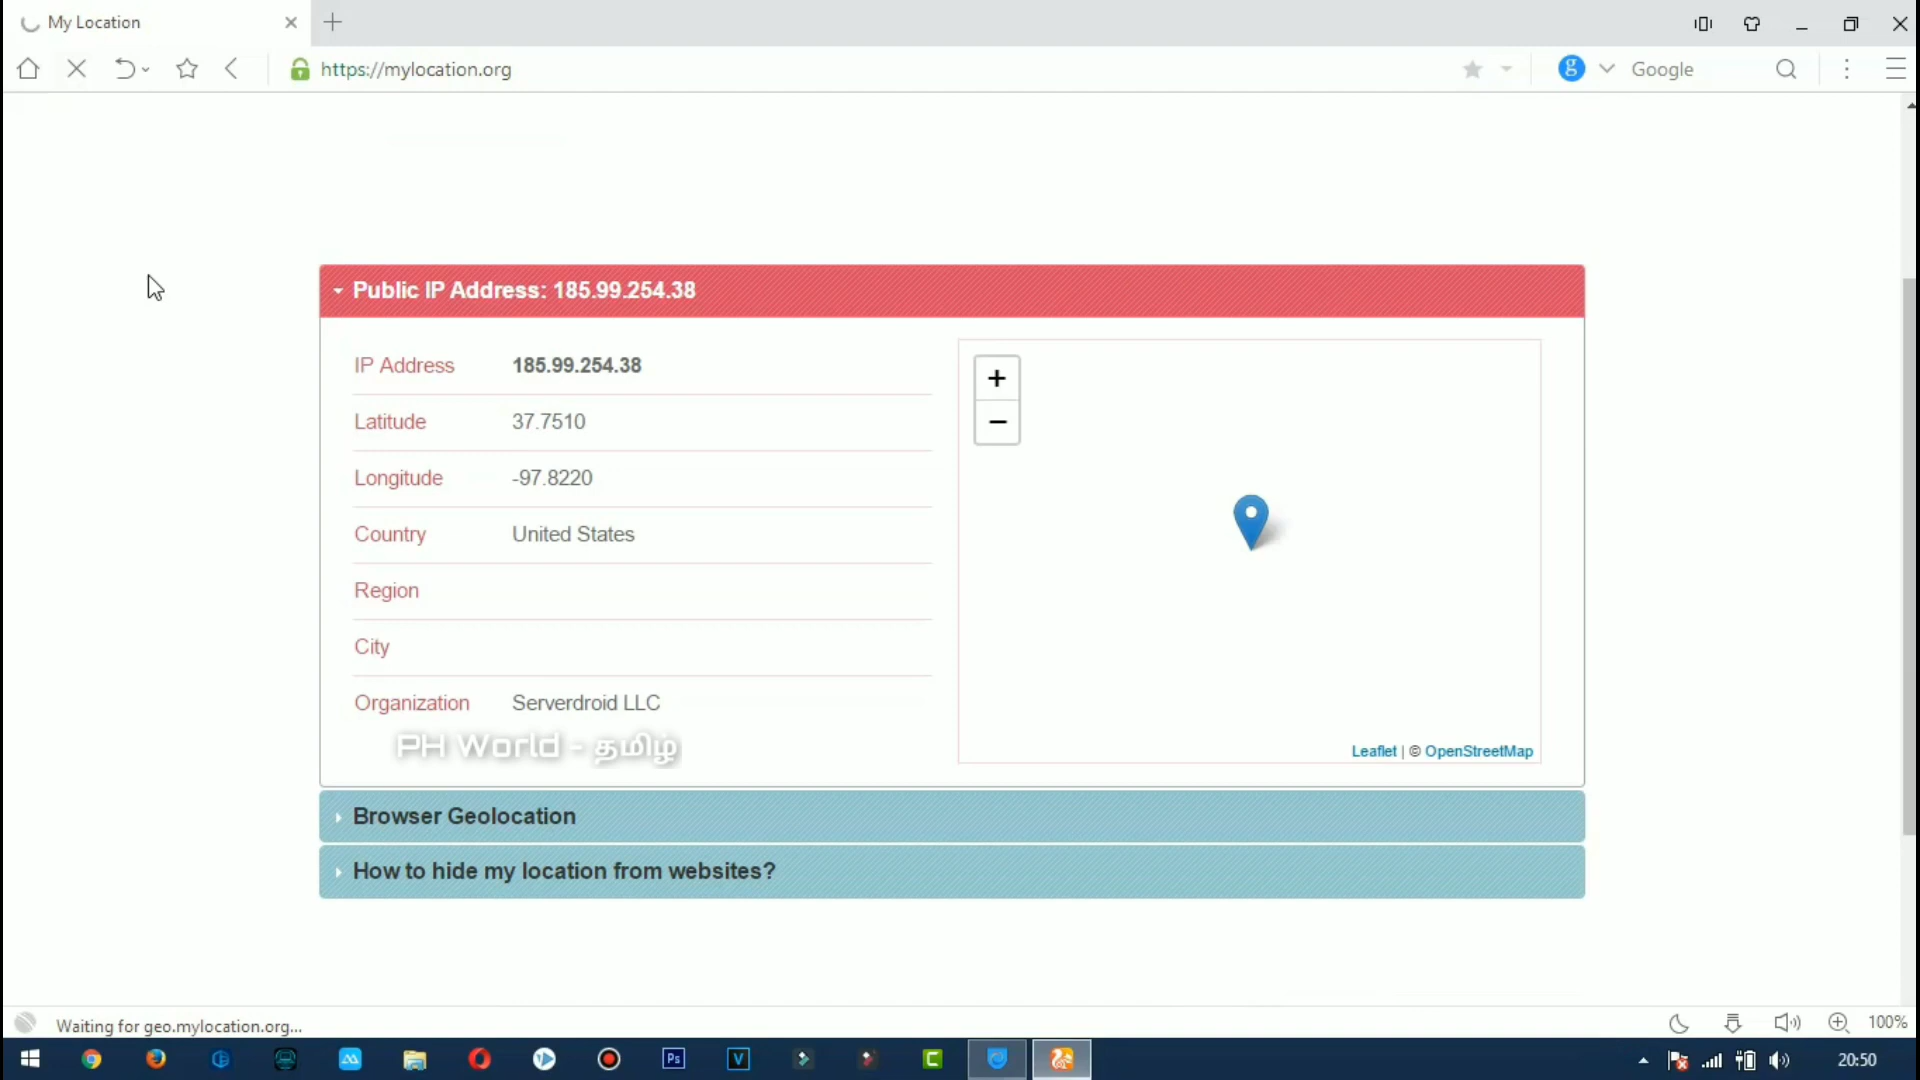 My Location
https://mylocation.org
Google
Public IP Address: 185.99.254.38
IP Address 185.99.254.38
Latitude 37.7510
Longitude -97.8220
Country United States
Region
City
Organization Serverdroid LLC
PH World - தமிழ்
+
−
Leaflet | © OpenStreetMap
Browser Geolocation
How to hide my location from websites?
Waiting for geo.mylocation.org...
100%
Ps
V
C
20:50